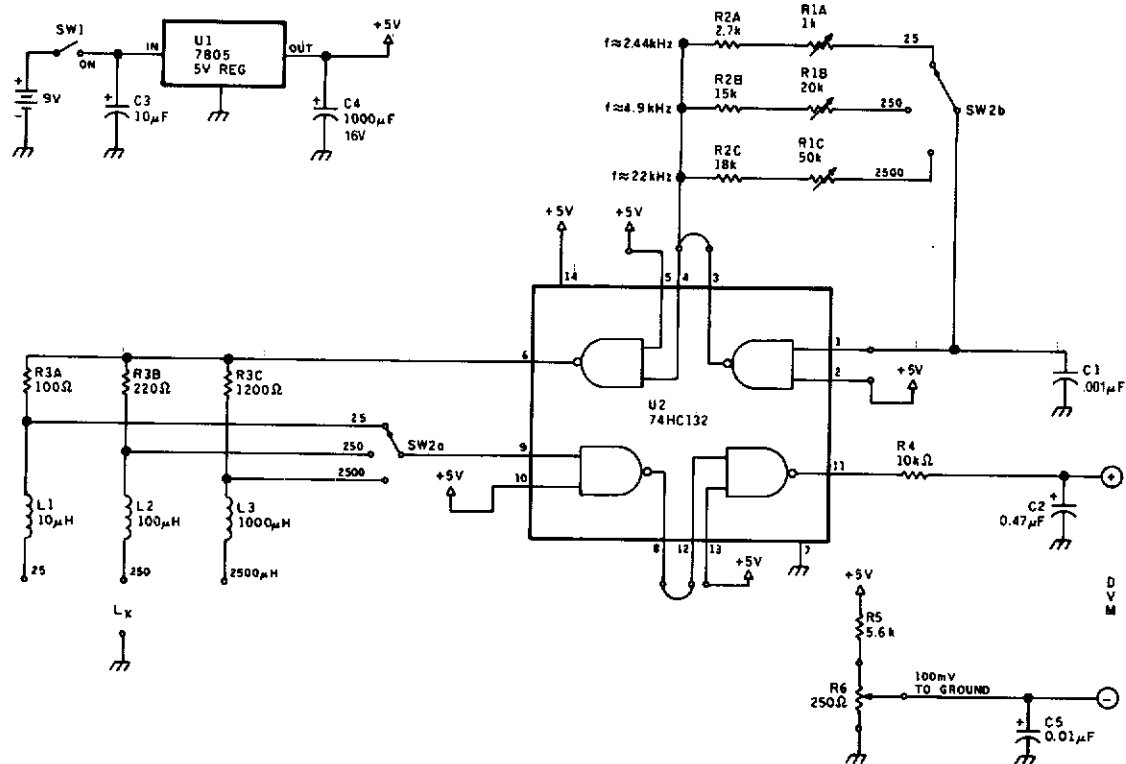 SW1
ON
IN
U1
7805
5V REG
OUT
+5V
+
9V
-
+
C3
10μF
+
C4
1000μF
16V
f≈2.44kHz
R2A
2.7k
R1A
1k
25
f≈4.9kHz
R2B
15k
R1B
20k
250
SW2b
f≈22kHz
R2C
18k
R1C
50k
2500
+5V
+5V
14
5
4
3
6
1
2
+5V
C1
.001μF
R3A
100Ω
R3B
220Ω
R3C
1200Ω
U2
74HC132
25
250
SW2a
2500
9
10
+5V
R4
10kΩ
11
+
+
C2
0.47μF
L1
10μH
L2
100μH
L3
1000μH
8
12
13
7
+5V
25
250
2500μH
Lx
+5V
R5
5.6k
DVM
R6
250Ω
100mV
TO GROUND
-
+
C5
0.01μF